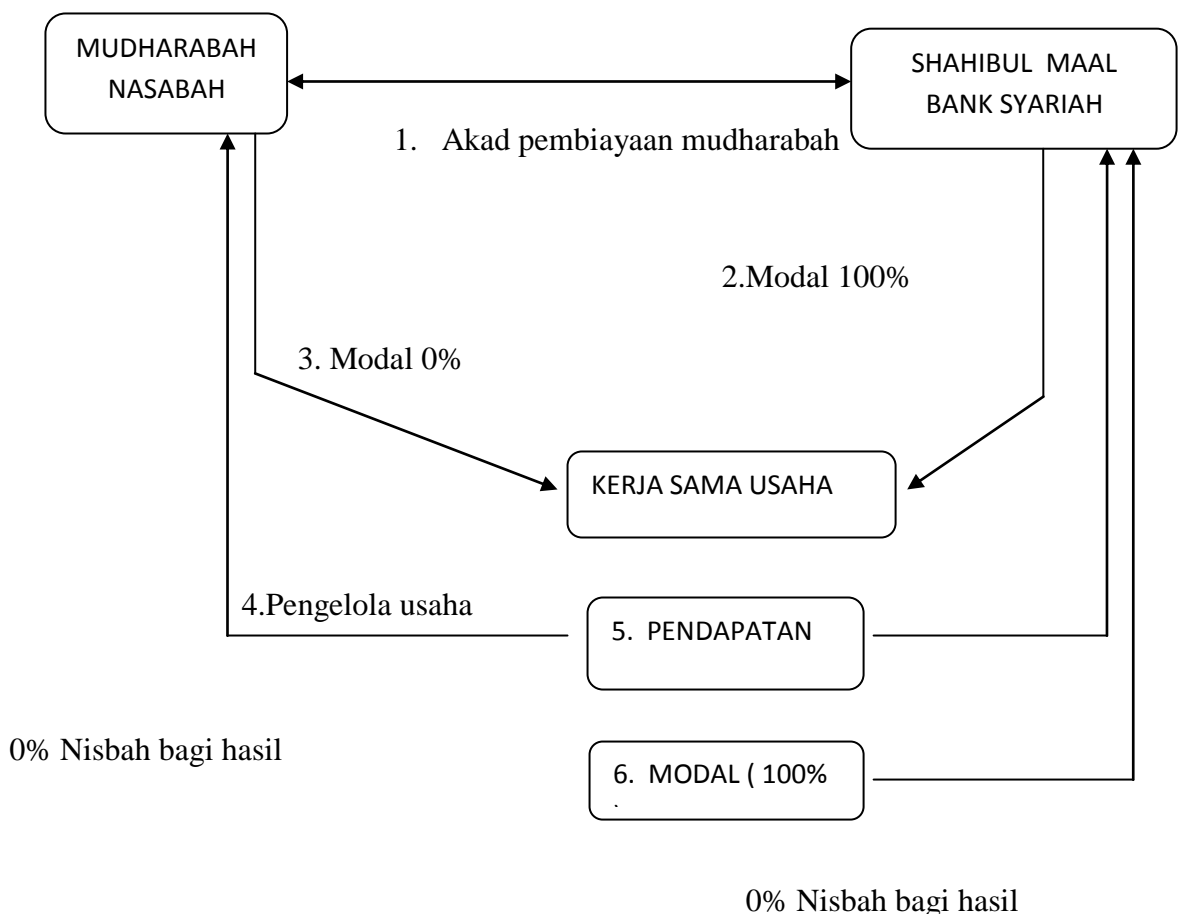 MUDHARABAH
NASABAH
SHAHIBUL MAAL
BANK SYARIAH
1. Akad pembiayaan mudharabah
2.Modal 100%
3. Modal 0%
KERJA SAMA USAHA
4.Pengelola usaha
5. PENDAPATAN
0% Nisbah bagi hasil
6. MODAL ( 100%
0% Nisbah bagi hasil